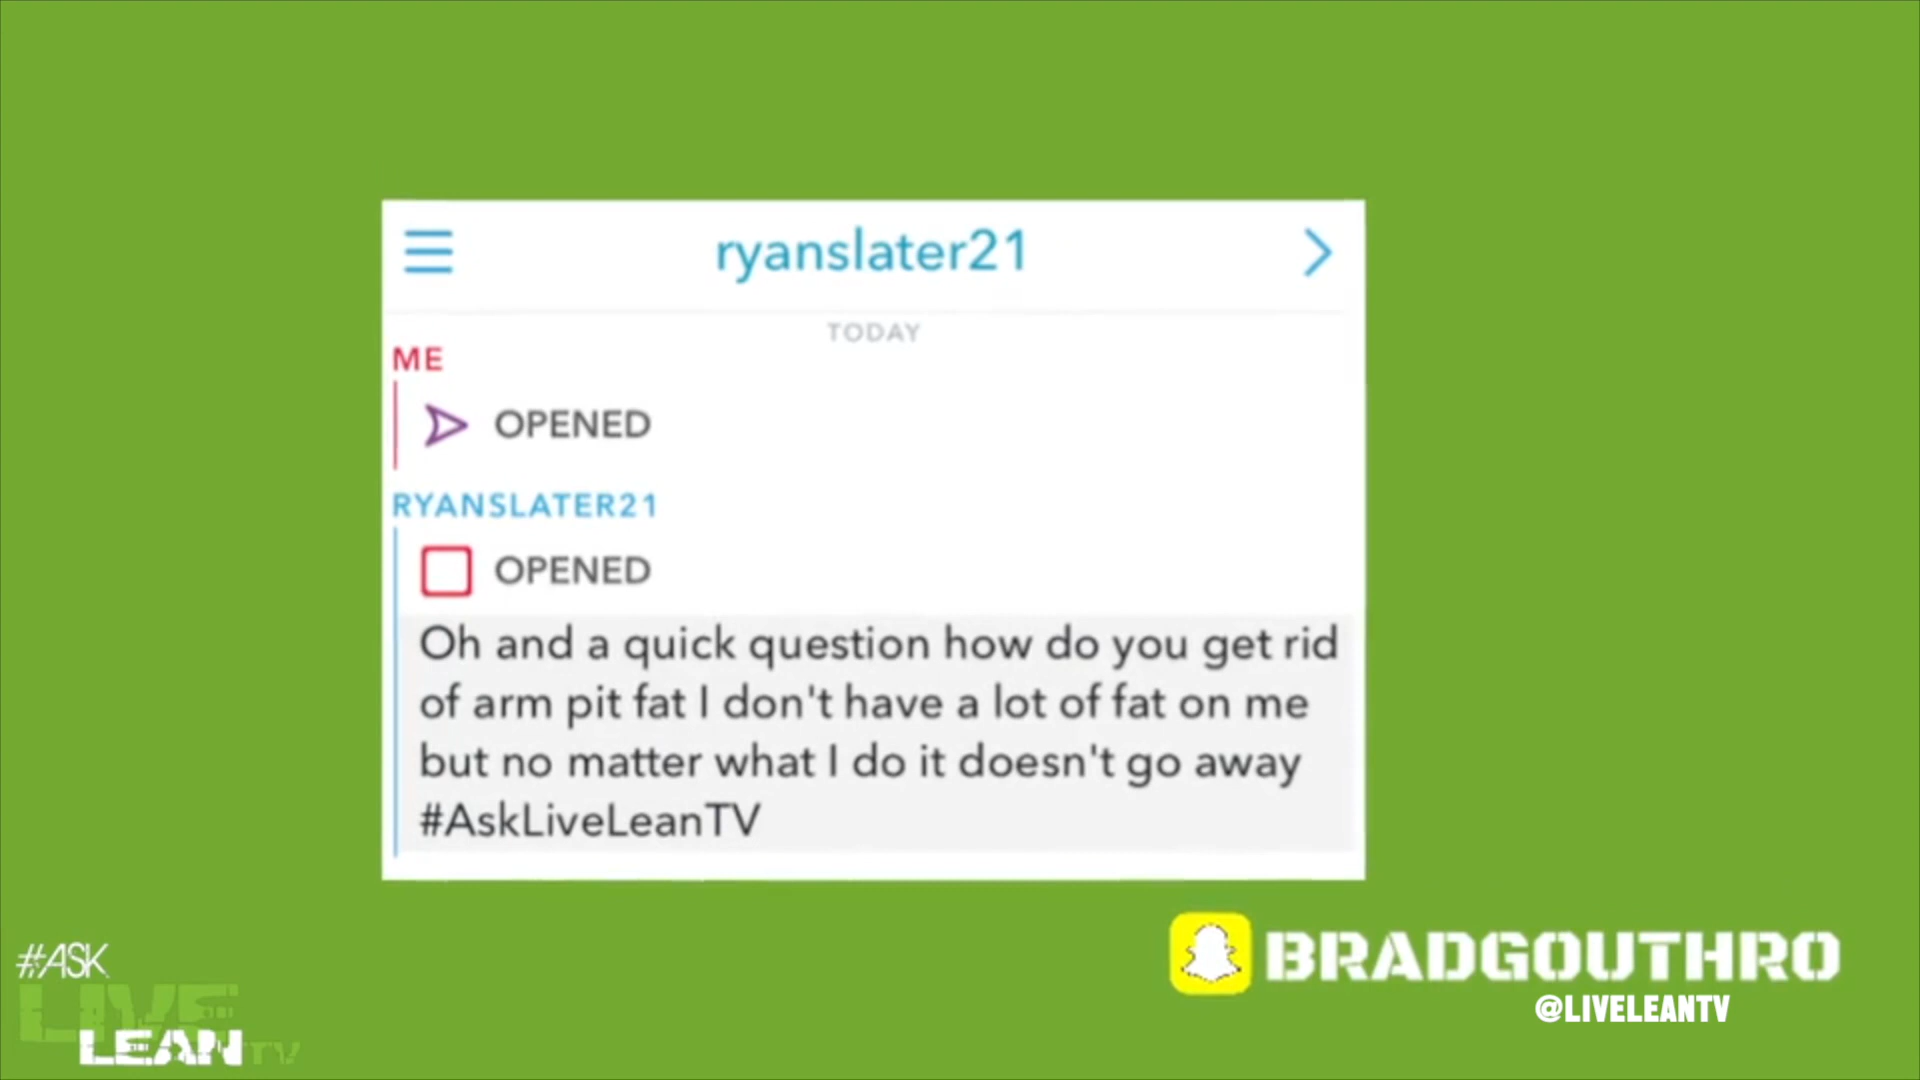 ryanslater21
TODAY
ME
OPENED
RYANSLATER21
OPENED
Oh and a quick question how do you get rid
of arm pit fat I don't have a lot of fat on me
but no matter what I do it doesn't go away
#AskLiveLeanTV
BRADGOUTHRO
@LIVELEANTV
#ASK
LIVE
LEAN TV